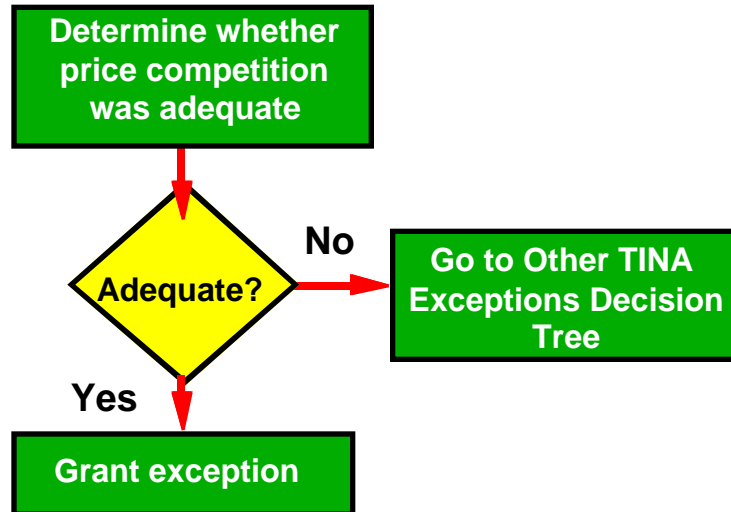 Determine whether
price competition
was adequate
Adequate?
No
Go to Other TINA
Exceptions Decision
Tree
Yes
Grant exception